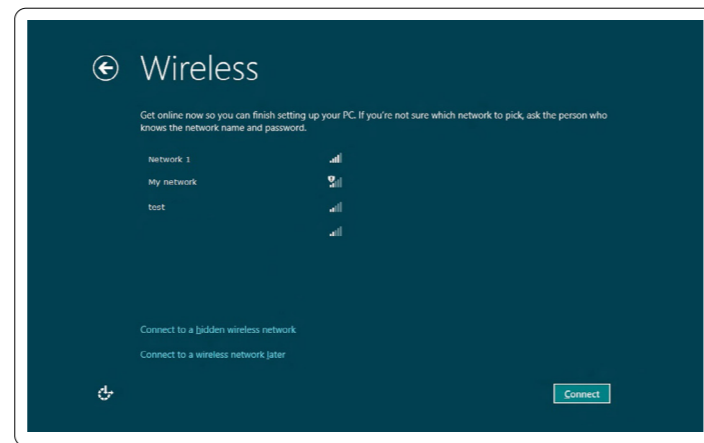 Wireless
Get online now so you can finish setting up your PC. If you're not sure which network to pick, ask the person who
knows the network name and password.
Network 1
My network
test
Connect to a hidden wireless network
Connect to a wireless network later
Connect